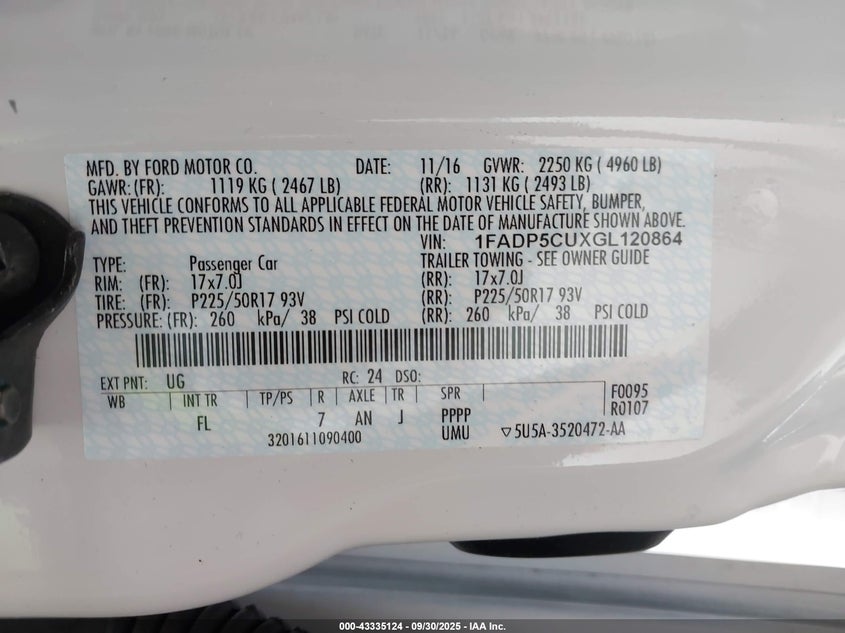 MFD. BY FORD MOTOR CO. DATE: 11/16 GVWR: 2250 KG ( 4960 LB)
GAWR: (FR): 1119 KG ( 2467 LB) (RR): 1131 KG ( 2493 LB)
THIS VEHICLE CONFORMS TO ALL APPLICABLE FEDERAL MOTOR VEHICLE SAFETY, BUMPER,
AND THEFT PREVENTION STANDARDS IN EFFECT ON THE DATE OF MANUFACTURE SHOWN ABOVE.
VIN: 1FADP5CUXGL120864
TYPE: Passenger Car TRAILER TOWING - SEE OWNER GUIDE
RIM: (FR): 17x7.0J (RR): 17x7.0J
TIRE: (FR): P225/50R17 93V (RR): P225/50R17 93V
PRESSURE: (FR): 260 kPa/ 38 PSI COLD (RR): 260 kPa/ 38 PSI COLD
EXT PNT: UG RC: 24 DSO:
WB INT TR TP/PS R AXLE TR SPR F0095
FL 7 AN J PPPP R0107
3201611090400 UMU ▽5U5A-3520472-AA
000-43335124 - 09/30/2025 - IAA Inc.